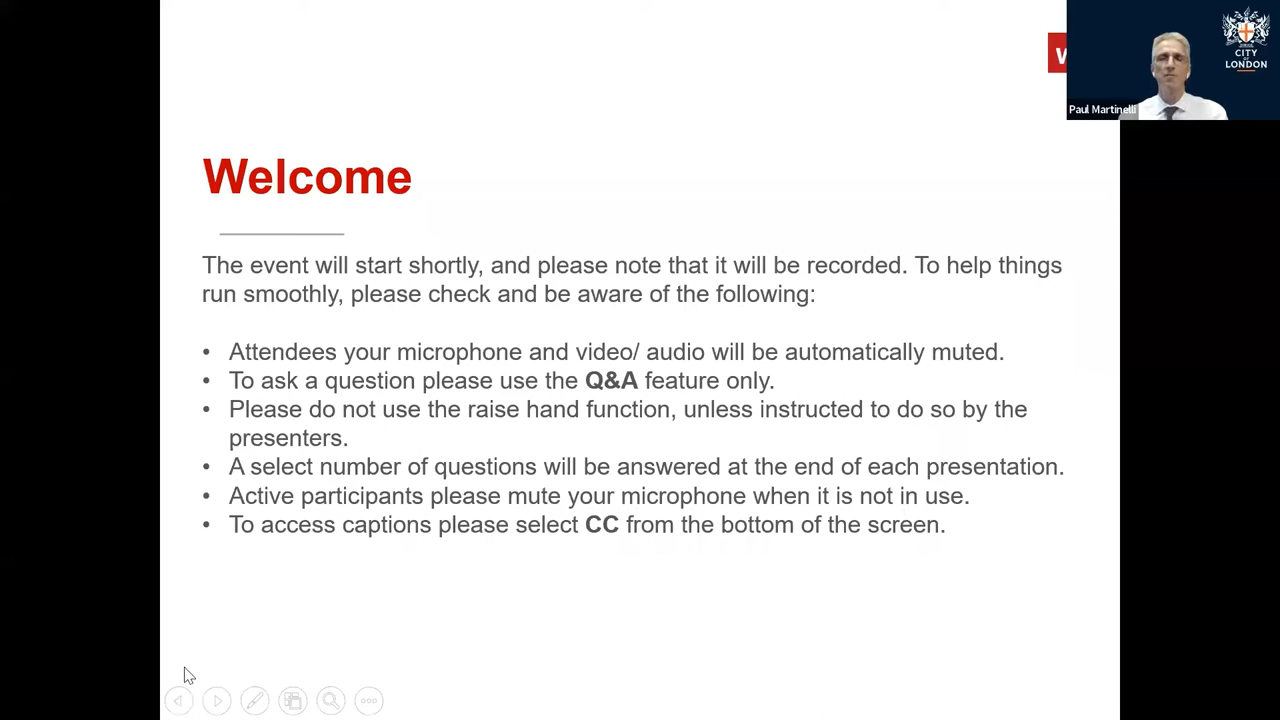 W
CITY
OF
LONDON
Paul Martinelli
Welcome
The event will start shortly, and please note that it will be recorded. To help things
run smoothly, please check and be aware of the following:
• Attendees your microphone and video/ audio will be automatically muted.
• To ask a question please use the Q&A feature only.
• Please do not use the raise hand function, unless instructed to do so by the
presenters.
• A select number of questions will be answered at the end of each presentation.
• Active participants please mute your microphone when it is not in use.
• To access captions please select CC from the bottom of the screen.